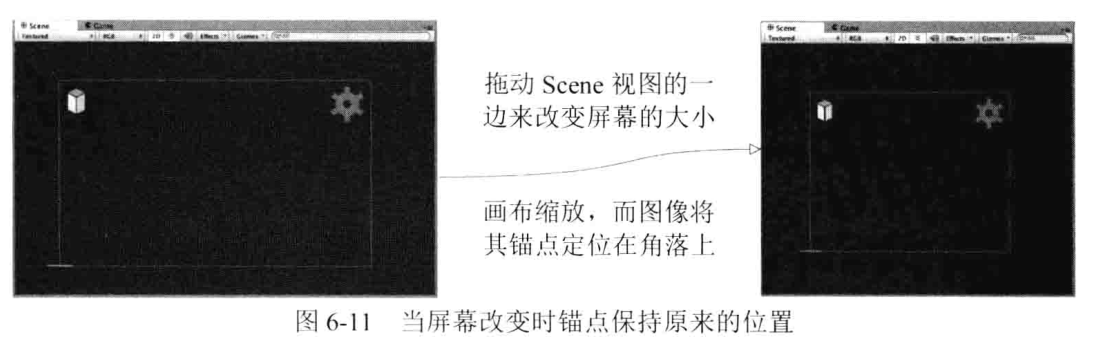 Scene
Game
Textured
RGB
2D
Effects
Gizmos
拖动 Scene 视图的一
边来改变屏幕的大小
画布缩放，而图像将
其锚点定位在角落上
Scene
Game
Textured
RGB
2D
Effects
Gizmos
图 6-11 当屏幕改变时锚点保持原来的位置